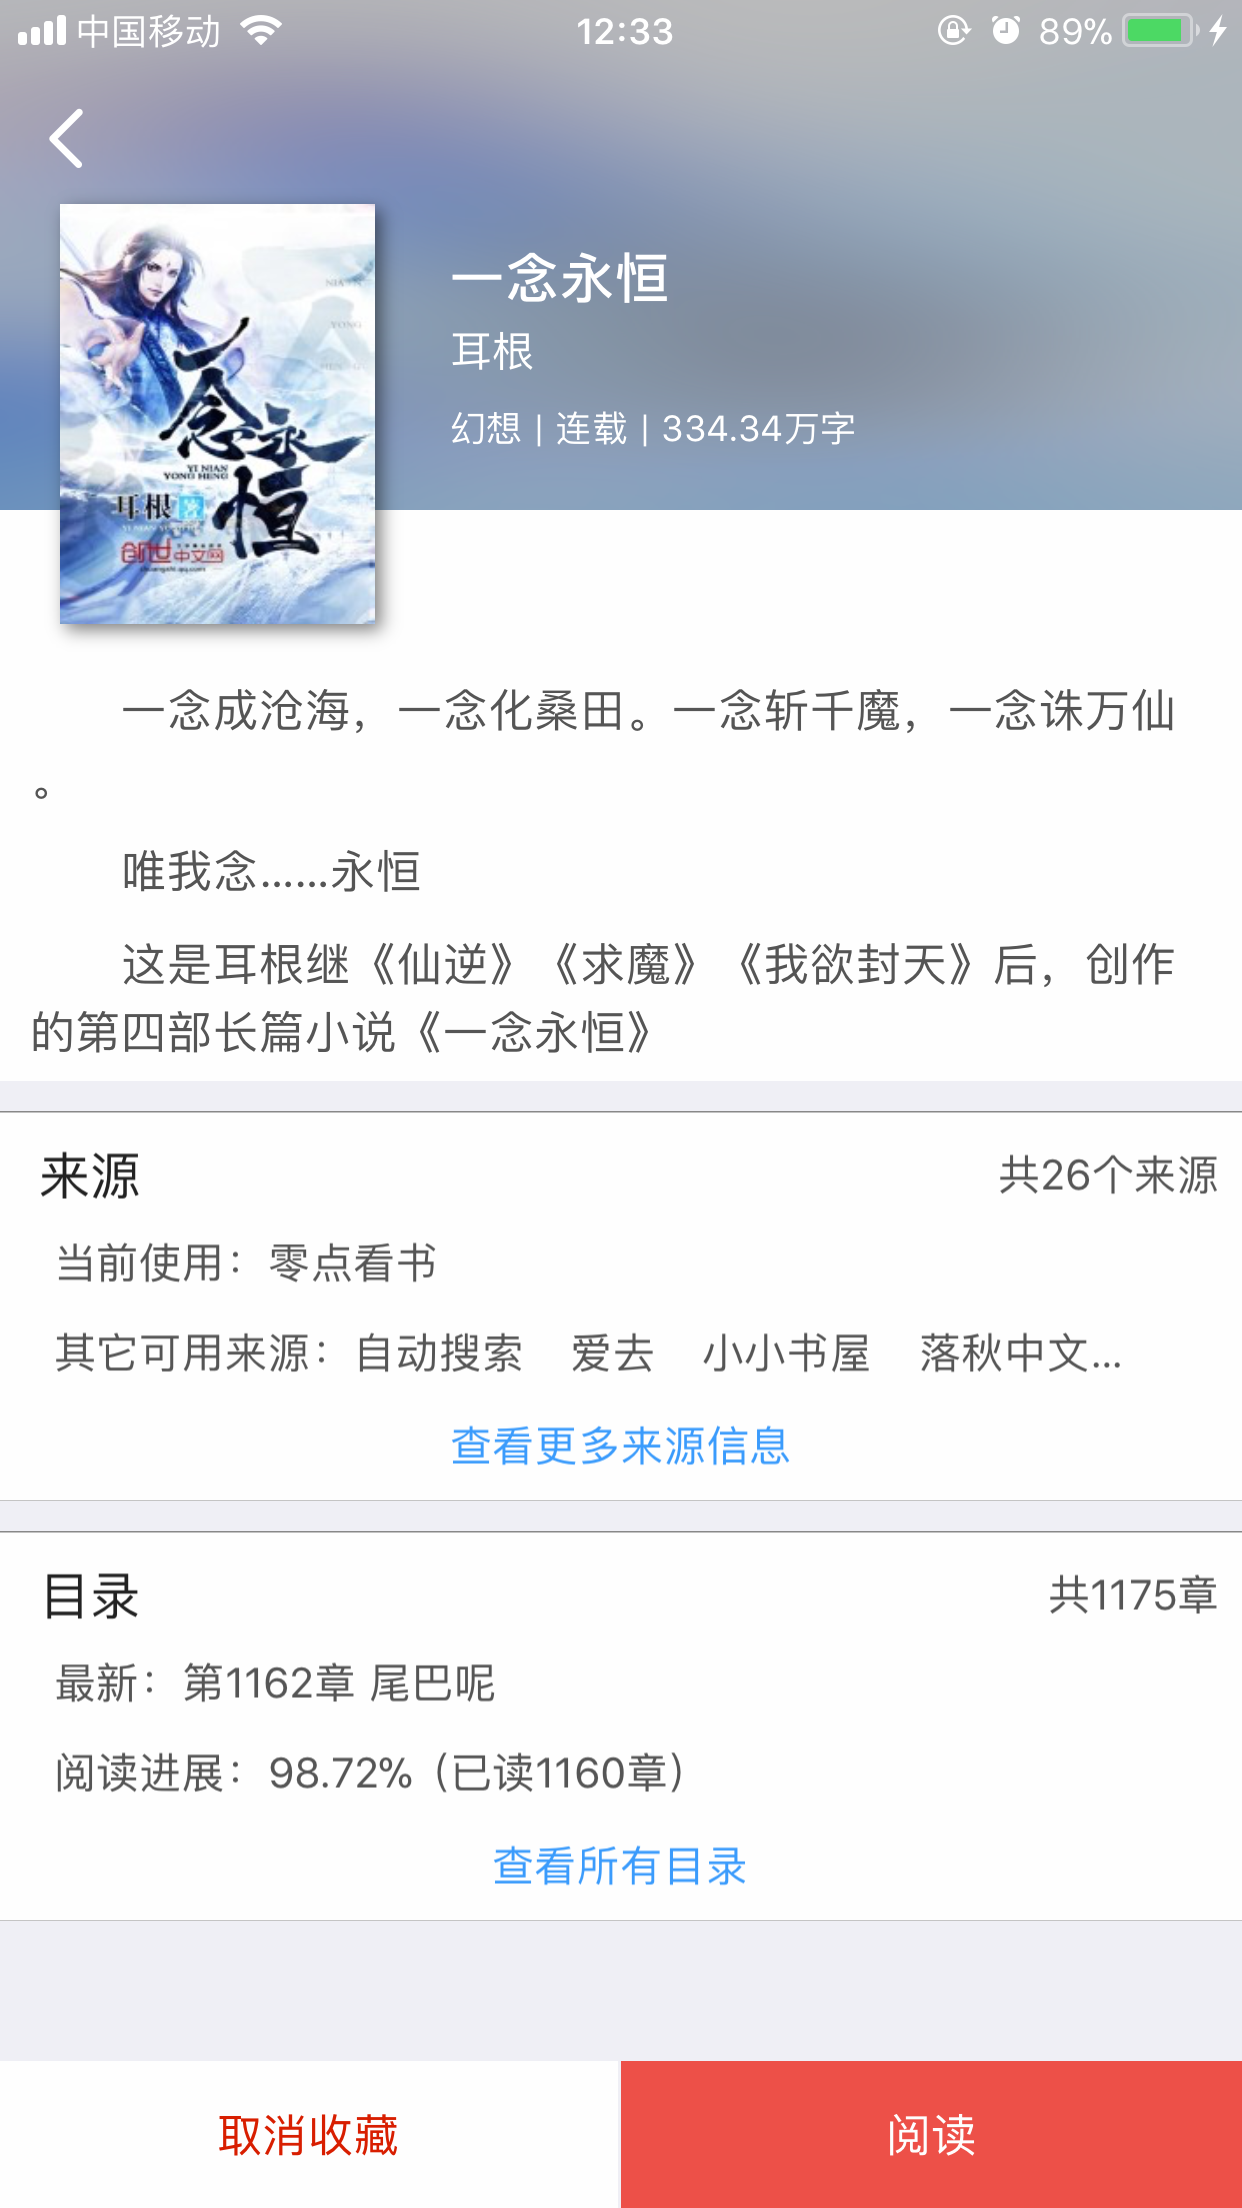 中国移动 12:33 89%
一念永恒
耳根
幻想 | 连载 | 334.34万字
一念永恒
YI NIAN
YONG HENG
耳根 著
创世中文网
一念成沧海，一念化桑田。一念斩千魔，一念诛万仙
。
唯我念……永恒
这是耳根继《仙逆》《求魔》《我欲封天》后，创作
的第四部长篇小说《一念永恒》
来源 共26个来源
当前使用：零点看书
其它可用来源：自动搜索 爱去 小小书屋 落秋中文...
查看更多来源信息
目录 共1175章
最新：第1162章 尾巴呢
阅读进展：98.72%（已读1160章）
查看所有目录
取消收藏 阅读